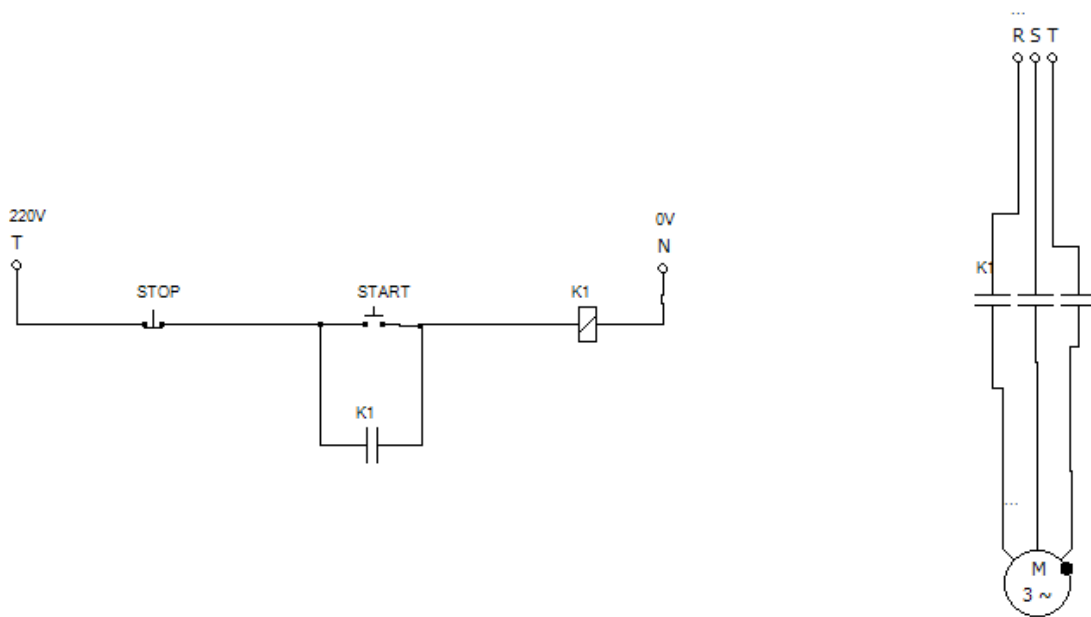 ...
R S T
220V
T
0V
N
STOP
START
K1
K1
K1
...
M
3 ~